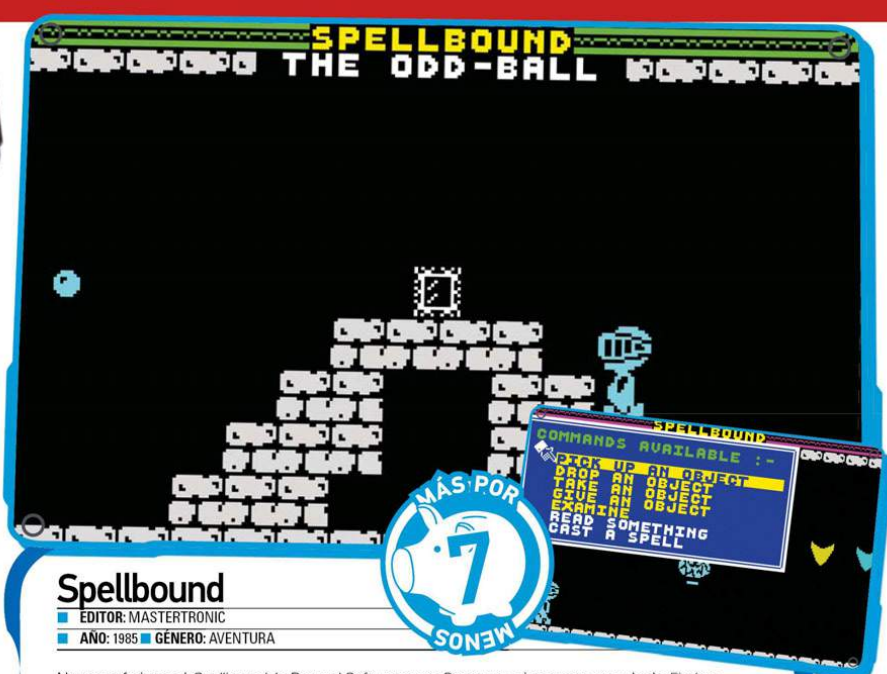 SPELLBOUND
THE ODD-BALL
SPELLBOUND
COMMANDS AVAILABLE :-
PICK UP AN OBJECT
DROP AN OBJECT
TAKE AN OBJECT
GIVE AN OBJECT
EXAMINE
READ SOMETHING
CAST A SPELL
MÁS POR
7
MENOS
Spellbound
EDITOR: MASTERTRONIC
AÑO: 1985 GÉNERO: AVENTURA